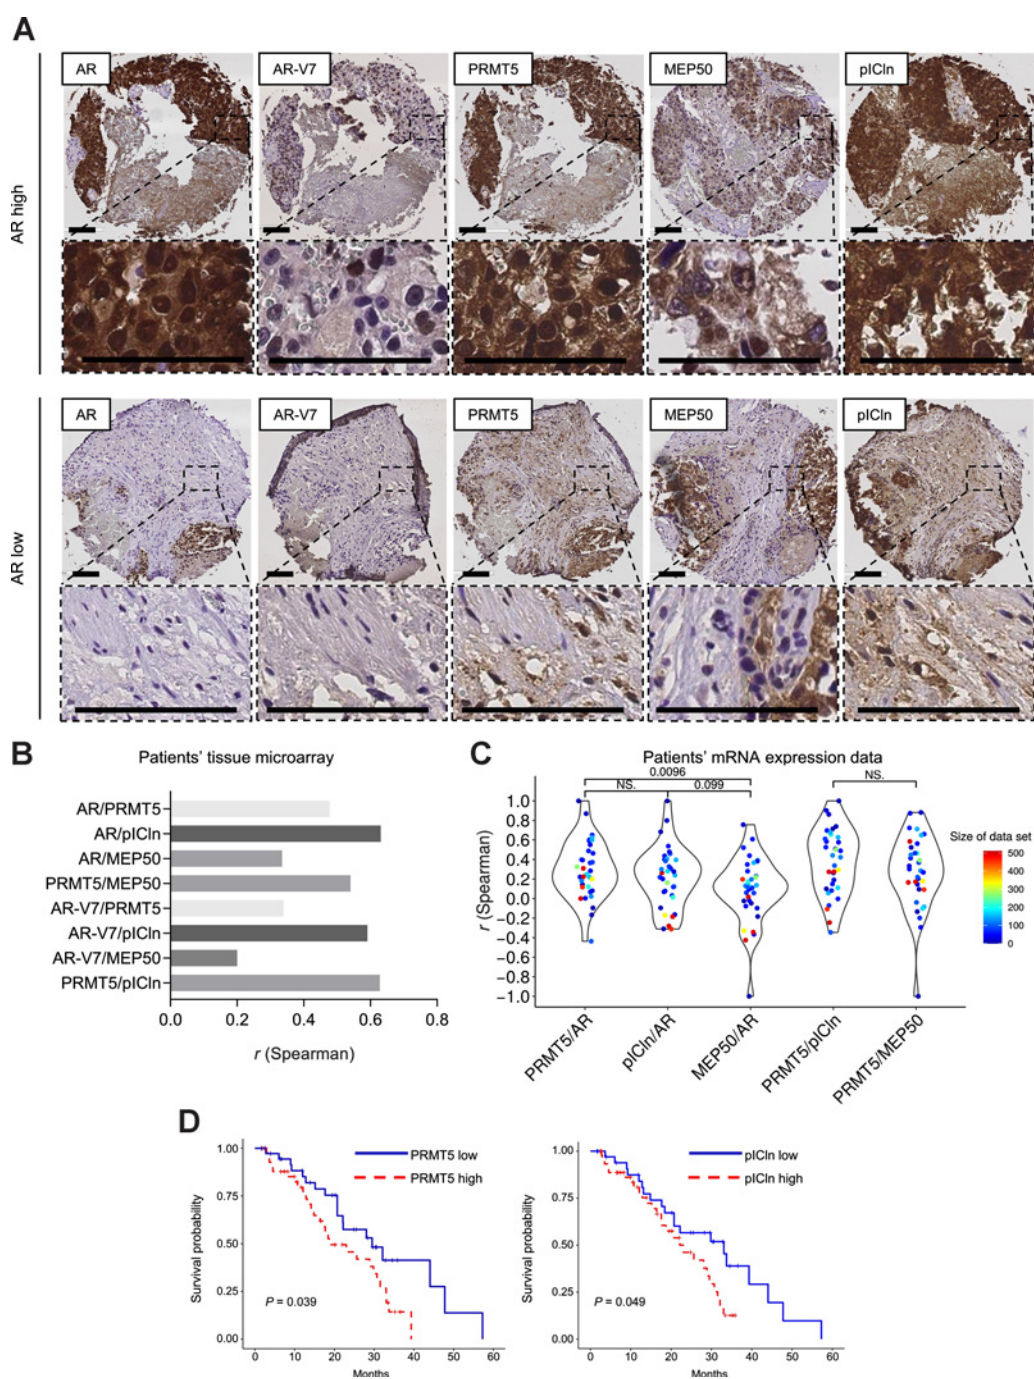 A
AR high
AR
AR-V7
PRMT5
MEP50
pICln
AR low
AR
AR-V7
PRMT5
MEP50
pICln
B
Patients' tissue microarray
AR/PRMT5
AR/pICln
AR/MEP50
PRMT5/MEP50
AR-V7/PRMT5
AR-V7/pICln
AR-V7/MEP50
PRMT5/pICln
0.0 0.2 0.4 0.6 0.8
r (Spearman)
C
Patients' mRNA expression data
0.0096
NS.
0.099
NS.
r (Spearman)
1.0
0.8
0.6
0.4
0.2
0.0
−0.2
−0.4
−0.6
−0.8
−1.0
PRMT5/AR
pICln/AR
MEP50/AR
PRMT5/pICln
PRMT5/MEP50
Size of data set
500
400
300
200
100
0
D
Survival probability
1.00
0.75
0.50
0.25
0.00
PRMT5 low
PRMT5 high
P = 0.039
0 10 20 30 40 50 60
Months
Survival probability
1.00
0.75
0.50
0.25
0.00
pICln low
pICln high
P = 0.049
0 10 20 30 40 50 60
Months